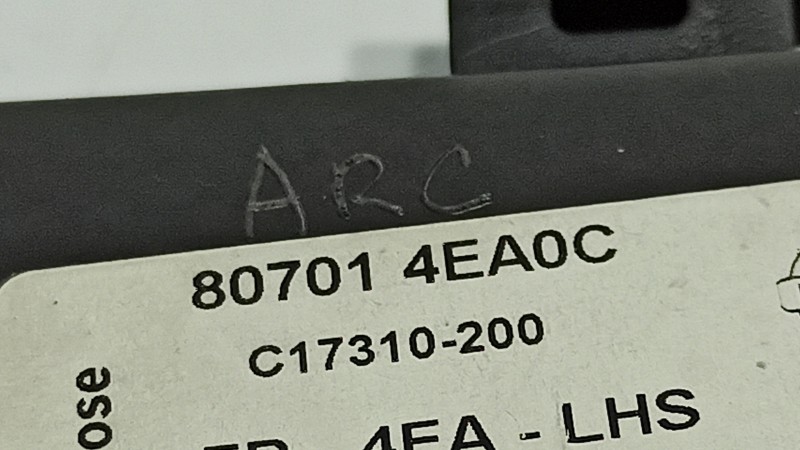 ARC
80701 4EA0C
C17310-200
4EA - LHS
ose